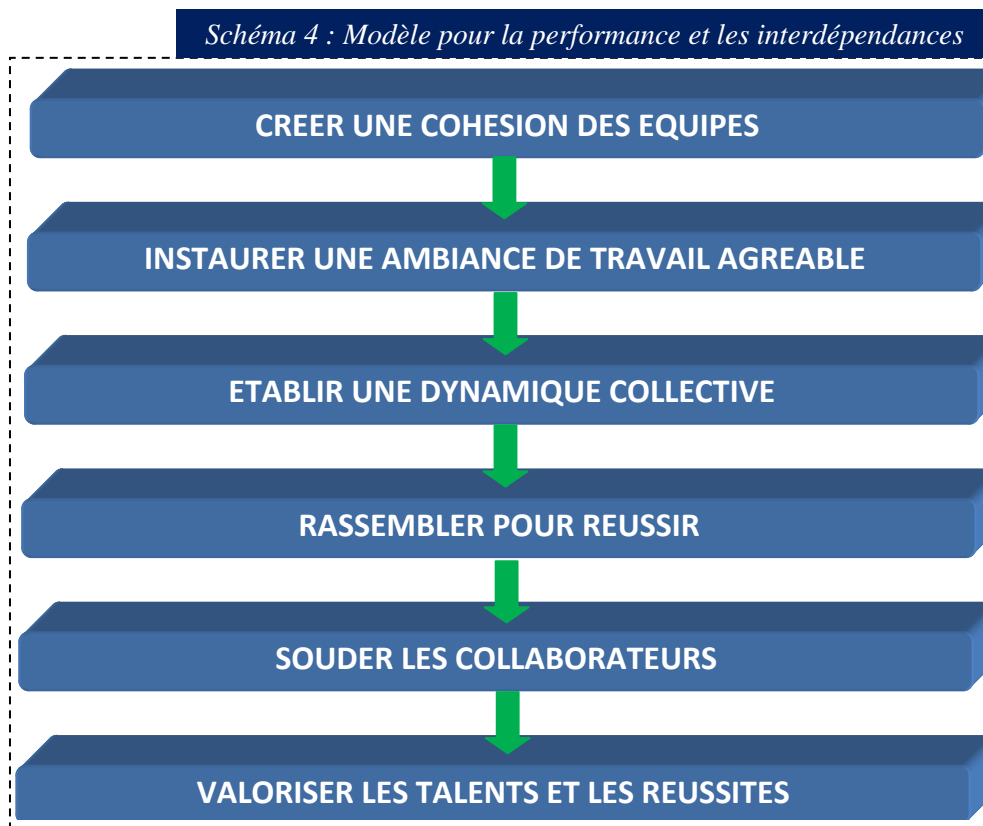 Schéma 4 : Modèle pour la performance et les interdépendances
CREER UNE COHESION DES EQUIPES
INSTAURER UNE AMBIANCE DE TRAVAIL AGREABLE
ETABLIR UNE DYNAMIQUE COLLECTIVE
RASSEMBLER POUR REUSSIR
SOUDER LES COLLABORATEURS
VALORISER LES TALENTS ET LES REUSSITES